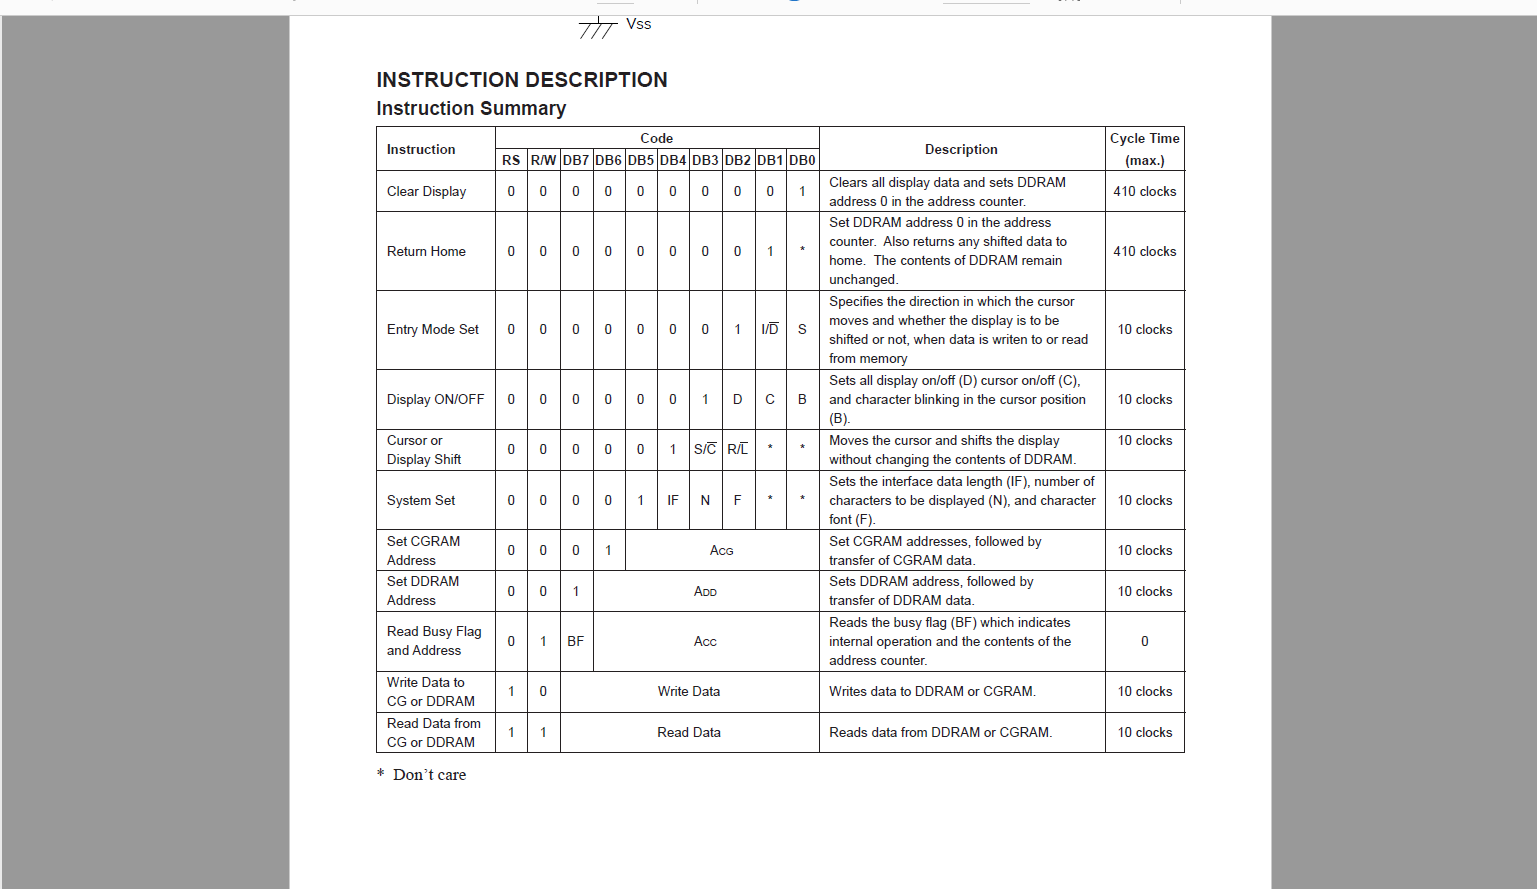 Vss
INSTRUCTION DESCRIPTION
Instruction Summary
Instruction Code Description Cycle Time (max.)
RS R/W DB7 DB6 DB5 DB4 DB3 DB2 DB1 DB0
Clear Display 0 0 0 0 0 0 0 0 0 1 Clears all display data and sets DDRAM address 0 in the address counter. 410 clocks
Return Home 0 0 0 0 0 0 0 0 1 * Set DDRAM address 0 in the address counter. Also returns any shifted data to home. The contents of DDRAM remain unchanged. 410 clocks
Entry Mode Set 0 0 0 0 0 0 0 1 I/D̅ S Specifies the direction in which the cursor moves and whether the display is to be shifted or not, when data is writen to or read from memory 10 clocks
Display ON/OFF 0 0 0 0 0 0 1 D C B Sets all display on/off (D) cursor on/off (C), and character blinking in the cursor position (B). 10 clocks
Cursor or Display Shift 0 0 0 0 0 1 S/C̅ R/L̅ * * Moves the cursor and shifts the display without changing the contents of DDRAM. 10 clocks
System Set 0 0 0 0 1 IF N F * * Sets the interface data length (IF), number of characters to be displayed (N), and character font (F). 10 clocks
Set CGRAM Address 0 0 0 1 ACG Set CGRAM addresses, followed by transfer of CGRAM data. 10 clocks
Set DDRAM Address 0 0 1 ADD Sets DDRAM address, followed by transfer of DDRAM data. 10 clocks
Read Busy Flag and Address 0 1 BF ACC Reads the busy flag (BF) which indicates internal operation and the contents of the address counter. 0
Write Data to CG or DDRAM 1 0 Write Data Writes data to DDRAM or CGRAM. 10 clocks
Read Data from CG or DDRAM 1 1 Read Data Reads data from DDRAM or CGRAM. 10 clocks
* Don't care